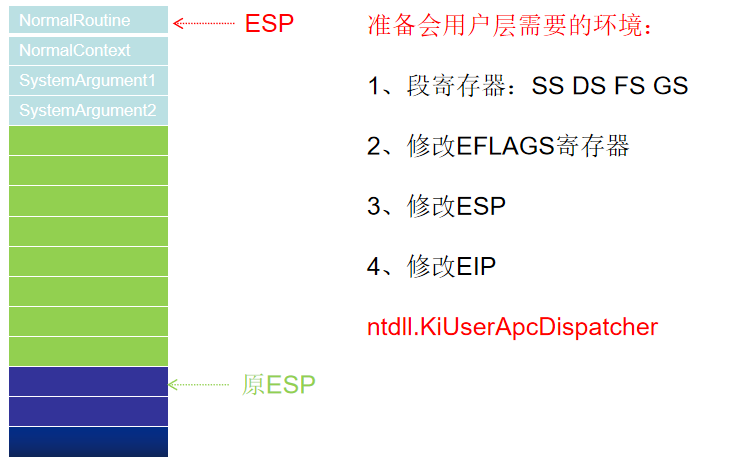 NormalRoutine
NormalContext
SystemArgument1
SystemArgument2
ESP
原ESP
准备会用户层需要的环境：
1、段寄存器：SS DS FS GS
2、修改EFLAGS寄存器
3、修改ESP
4、修改EIP
ntdll.KiUserApcDispatcher